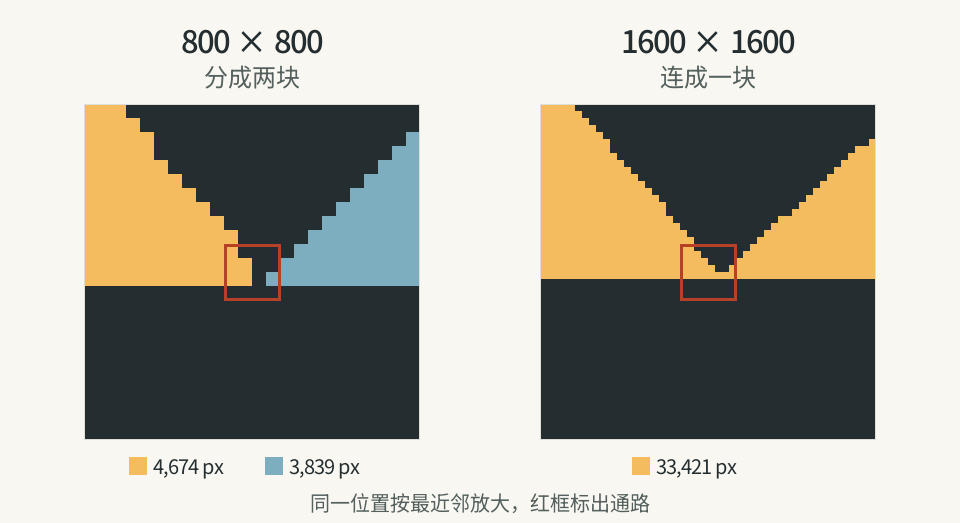 800 × 800
分成两块
1600 × 1600
连成一块
4,674 px
3,839 px
33,421 px
同一位置按最近邻放大，红框标出通路